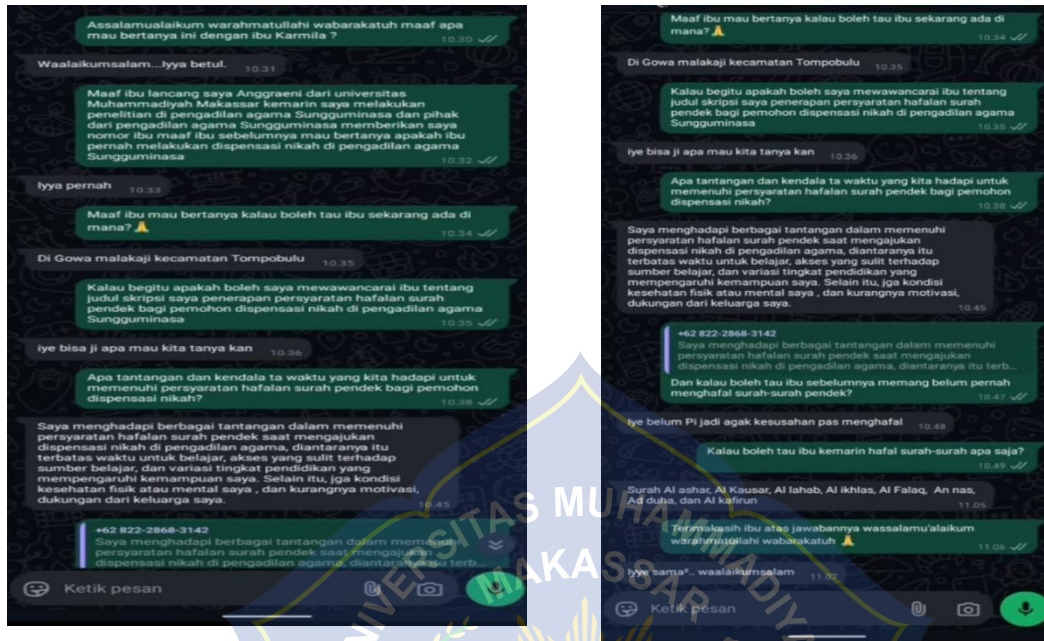 Assalamualaikum warahmatullahi wabarakatuh maaf apa
mau bertanya ini dengan ibu Karmila ?
10.30
Waalaikumsalam...Iyya betul.
10.31
Maaf ibu lancang saya Anggraeni dari universitas
Muhammadiyah Makassar kemarin saya melakukan
penelitian di pengadilan agama Sungguminasa dan pihak
dari pengadilan agama Sungguminasa memberikan saya
nomor ibu maaf ibu sebelumnya mau bertanya apakah ibu
pernah melakukan dispensasi nikah di pengadilan agama
Sungguminasa
10.32
Iyya pernah
10.33
Maaf ibu mau bertanya kalau boleh tau ibu sekarang ada di
mana? 🙏
10.34
Di Gowa malakaji kecamatan Tompobulu
10.35
Kalau begitu apakah boleh saya mewawancarai ibu tentang
judul skripsi saya penerapan persyaratan hafalan surah
pendek bagi pemohon dispensasi nikah di pengadilan agama
Sungguminasa
10.35
iye bisa ji apa mau kita tanya kan
10.36
Apa tantangan dan kendala ta waktu yang kita hadapi untuk
memenuhi persyaratan hafalan surah pendek bagi pemohon
dispensasi nikah?
10.38
Saya menghadapi berbagai tantangan dalam memenuhi
persyaratan hafalan surah pendek saat mengajukan
dispensasi nikah di pengadilan agama, diantaranya itu
terbatas waktu untuk belajar, akses yang sulit terhadap
sumber belajar, dan variasi tingkat pendidikan yang
mempengaruhi kemampuan saya. Selain itu, jga kondisi
kesehatan fisik atau mental saya , dan kurangnya motivasi,
dukungan dari keluarga saya.
10.45
+62 822-2868-3142
Saya menghadapi berbagai tantangan dalam memenuhi
persyaratan hafalan surah pendek saat mengajukan
dispensasi nikah di pengadilan agama, diantaranya itu terb...
Ketik pesan
Maaf ibu mau bertanya kalau boleh tau ibu sekarang ada di
mana? 🙏
10.34
Di Gowa malakaji kecamatan Tompobulu
10.35
Kalau begitu apakah boleh saya mewawancarai ibu tentang
judul skripsi saya penerapan persyaratan hafalan surah
pendek bagi pemohon dispensasi nikah di pengadilan agama
Sungguminasa
10.35
iye bisa ji apa mau kita tanya kan
10.36
Apa tantangan dan kendala ta waktu yang kita hadapi untuk
memenuhi persyaratan hafalan surah pendek bagi pemohon
dispensasi nikah?
10.38
Saya menghadapi berbagai tantangan dalam memenuhi
persyaratan hafalan surah pendek saat mengajukan
dispensasi nikah di pengadilan agama, diantaranya itu
terbatas waktu untuk belajar, akses yang sulit terhadap
sumber belajar, dan variasi tingkat pendidikan yang
mempengaruhi kemampuan saya. Selain itu, jga kondisi
kesehatan fisik atau mental saya , dan kurangnya motivasi,
dukungan dari keluarga saya.
10.45
+62 822-2868-3142
Saya menghadapi berbagai tantangan dalam memenuhi
persyaratan hafalan surah pendek saat mengajukan
dispensasi nikah di pengadilan agama, diantaranya itu terb...
Dan kalau boleh tau ibu sebelumnya memang belum pernah
menghafal surah-surah pendek?
10.47
iye belum Pi jadi agak kesusahan pas menghafal
10.48
Kalau boleh tau ibu kemarin hafal surah-surah apa saja?
10.49
Surah Al ashar, Al Kausar, Al lahab, Al ikhlas, Al Falaq, An nas,
Ad duha, dan Al kafirun
11.05
Terimakasih ibu atas jawabannya wassalamu'alaikum
warahmatullahi wabarakatuh 🙏
11.06
Iyye sama².. waalaikumsalam
11.07
Ketik pesan